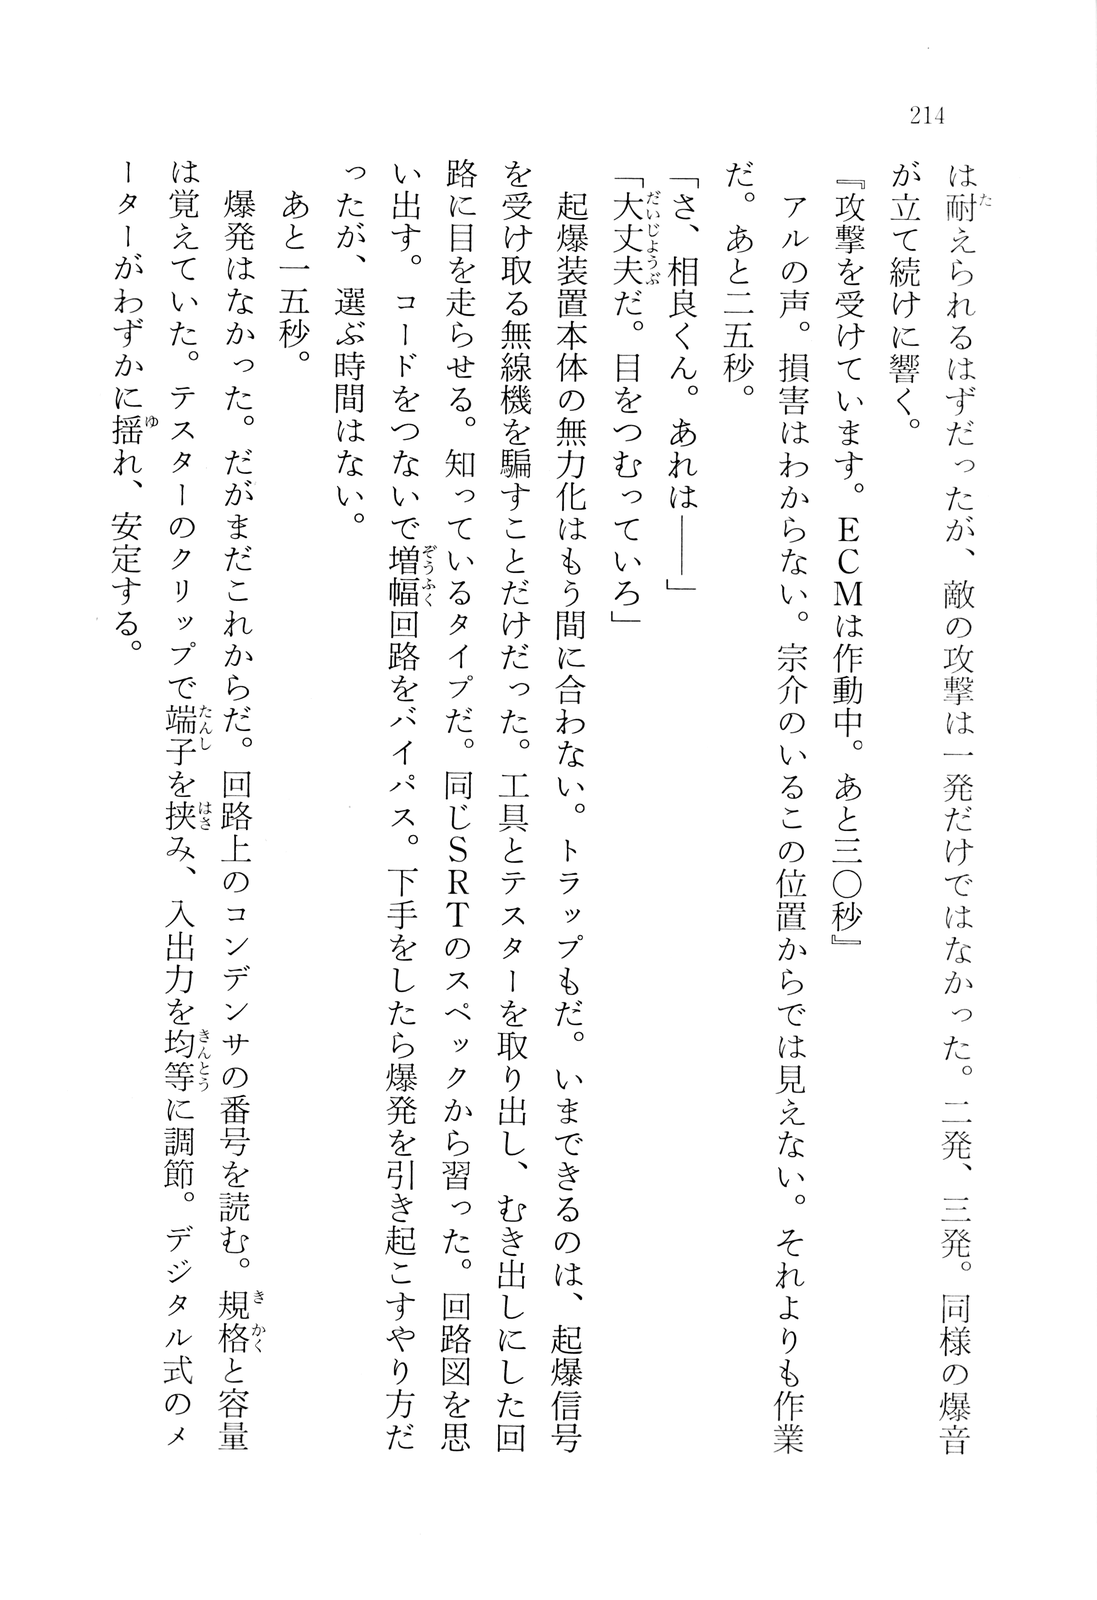 214
は耐えられるはずだったが、敵の攻撃は一発だけではなかった。二発、三発。同様の爆音
が立て続けに響く。
『攻撃を受けています。ECMは作動中。あと三〇秒』
アルの声。損害はわからない。宗介のいるこの位置からでは見えない。それよりも作業
だ。あと二五秒。
「さ、相良くん。あれは――」
「大丈夫だ。目をつむっていろ」
起爆装置本体の無力化はもう間に合わない。トラップもだ。いまできるのは、起爆信号
を受け取る無線機を騙すことだけだった。工具とテスターを取り出し、むき出しにした回
路に目を走らせる。知っているタイプだ。同じSRTのスペックから習った。回路図を思
い出す。コードをつないで増幅回路をバイパス。下手をしたら爆発を引き起こすやり方だ
ったが、選ぶ時間はない。
あと一五秒。
爆発はなかった。だがまだこれからだ。回路上のコンデンサの番号を読む。規格と容量
は覚えていた。テスターのクリップで端子を挟み、入出力を均等に調節。デジタル式のメ
ーターがわずかに揺れ、安定する。